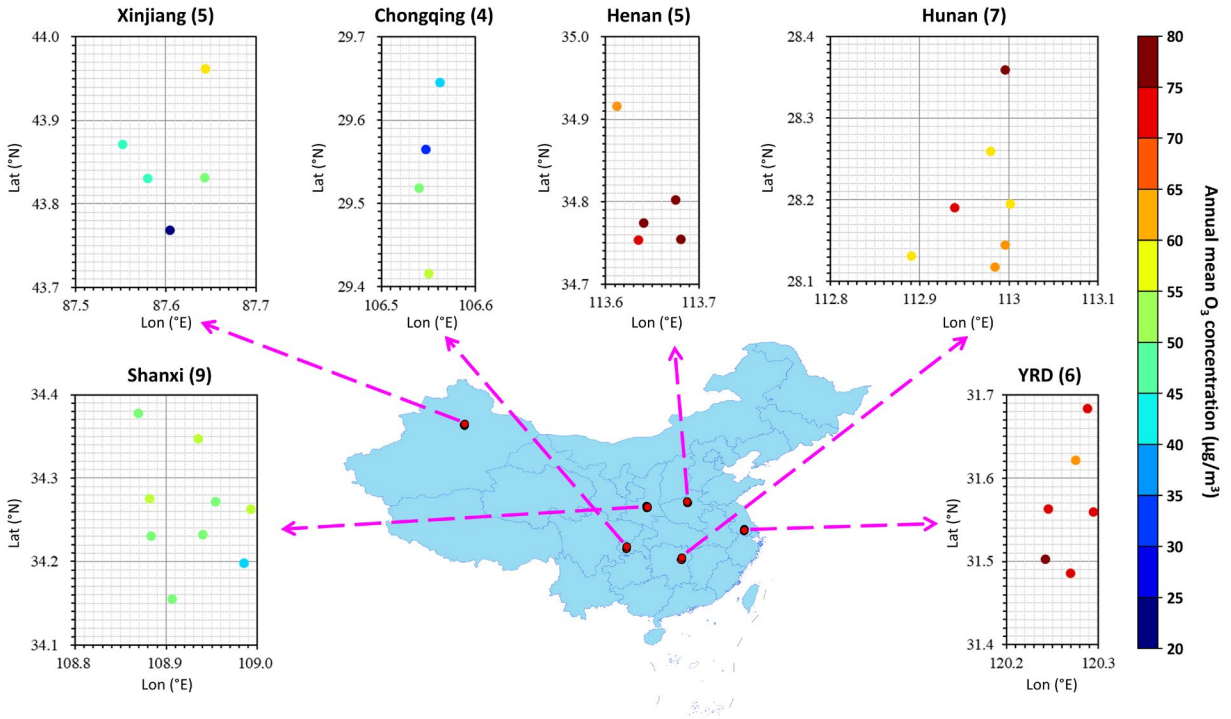 Xinjiang (5)
Chongqing (4)
Henan (5)
Hunan (7)
44.0
43.9
43.8
43.7
Lat (°N)
87.5
87.6
87.7
Lon (°E)
29.7
29.6
29.5
29.4
Lat (°N)
106.5
106.6
Lon (°E)
35.0
34.9
34.8
34.7
Lat (°N)
113.6
113.7
Lon (°E)
28.4
28.3
28.2
28.1
Lat (°N)
112.8
112.9
113
113.1
Lon (°E)
80
75
70
65
60
55
50
45
40
35
30
25
20
Annual mean O₃ concentration (µg/m³)
Shanxi (9)
34.4
34.3
34.2
34.1
Lat (°N)
108.8
108.9
109.0
Lon (°E)
YRD (6)
31.7
31.6
31.5
31.4
Lat (°N)
120.2
120.3
Lon (°E)